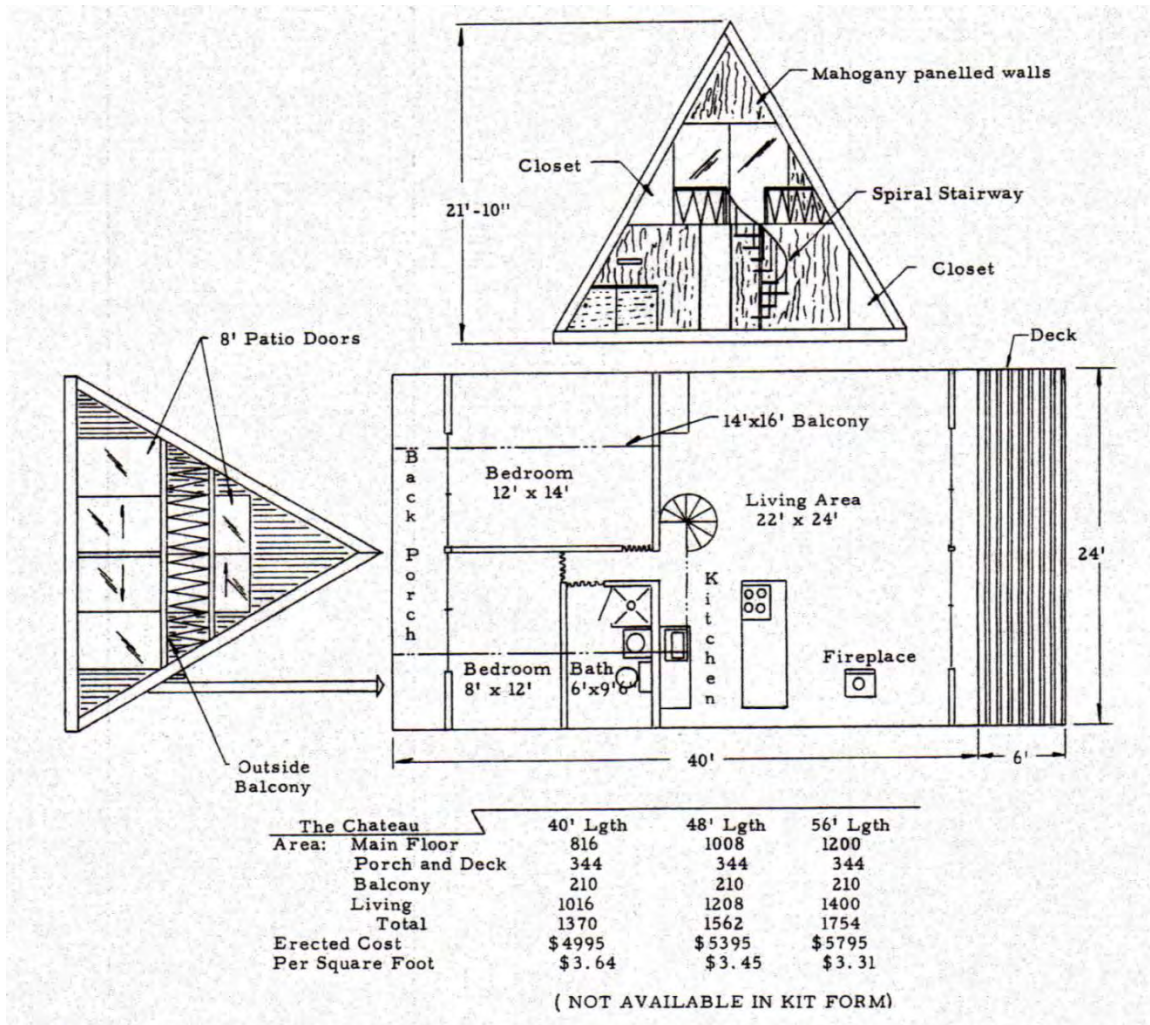 Mahogany panelled walls
Closet
21'-10"
Spiral Stairway
Closet
8' Patio Doors
Deck
14'x16' Balcony
Back Porch
Bedroom
12' x 14'
Living Area
22' x 24'
24'
Kitchen
Fireplace
Bedroom
8' x 12'
Bath
6'x9'6"
40'
6'
Outside
Balcony
The Chateau 40' Lgth 48' Lgth 56' Lgth
Area: Main Floor 816 1008 1200
Porch and Deck 344 344 344
Balcony 210 210 210
Living 1016 1208 1400
Total 1370 1562 1754
Erected Cost $4995 $5395 $5795
Per Square Foot $3.64 $3.45 $3.31
( NOT AVAILABLE IN KIT FORM)